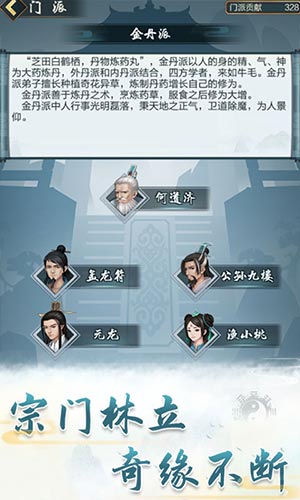 门派
门派贡献 328
金丹派
“芝田白鹤栖，丹物炼药丸”，金丹派以人的身的精、气、神
为大药炼丹，外丹派和内丹派结合，四方学者，来如牛毛。金丹
派弟子擅长种植奇花异草，炼制丹药增长自己的修为。
金丹派善于炼丹之术，烹炼药草，服食之后修为大增。
金丹派中人行事光明磊落，秉天地之正气，卫道除魔，为人景
仰。
何道济
孟龙符
公孙九楼
元龙
渔小桃
宗门林立
奇缘不断